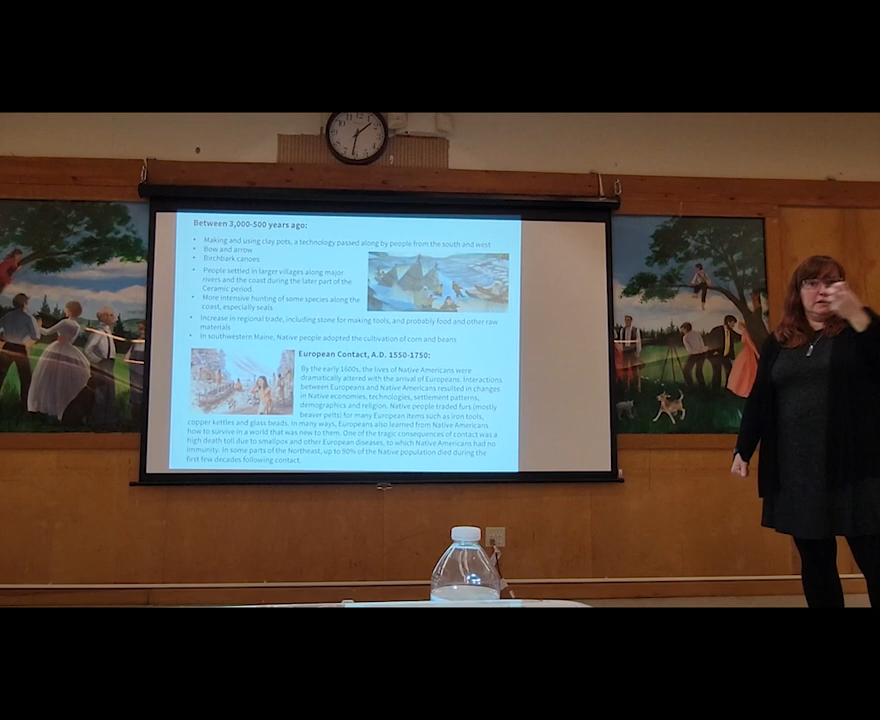 Between 3,000-500 years ago:
• Making and using clay pots, a technology passed along by people from the south and west
• Bow and arrow
• Birchbark canoes
• People settled in larger villages along major
rivers and the coast during the later part of the
Ceramic period.
• More intensive hunting of some species along the
coast, especially seals
• Increase in regional trade, including stone for making tools, and probably food and other raw
materials
• In southwestern Maine, Native people adopted the cultivation of corn and beans
European Contact, A.D. 1550-1750:
By the early 1600s, the lives of Native Americans were
dramatically altered with the arrival of Europeans. Interactions
between Europeans and Native Americans resulted in changes
in Native economies, technologies, settlement patterns,
demographics and religion. Native people traded furs (mostly
beaver pelts) for many European items such as iron tools,
copper kettles and glass beads. In many ways, Europeans also learned from Native Americans
how to survive in a world that was new to them. One of the tragic consequences of contact was a
high death toll due to smallpox and other European diseases, to which Native Americans had no
immunity. In some parts of the Northeast, up to 90% of the Native population died during the
first few decades following contact.